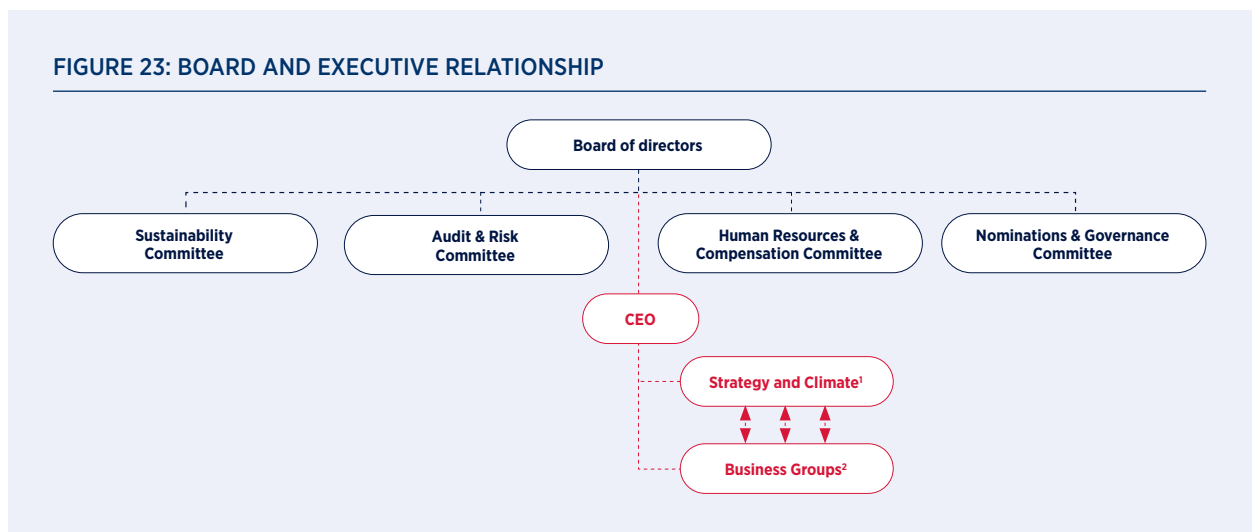 FIGURE 23: BOARD AND EXECUTIVE RELATIONSHIP
Board of directors
Sustainability
Committee
Audit & Risk
Committee
Human Resources &
Compensation Committee
Nominations & Governance
Committee
CEO
Strategy and Climate¹
Business Groups²